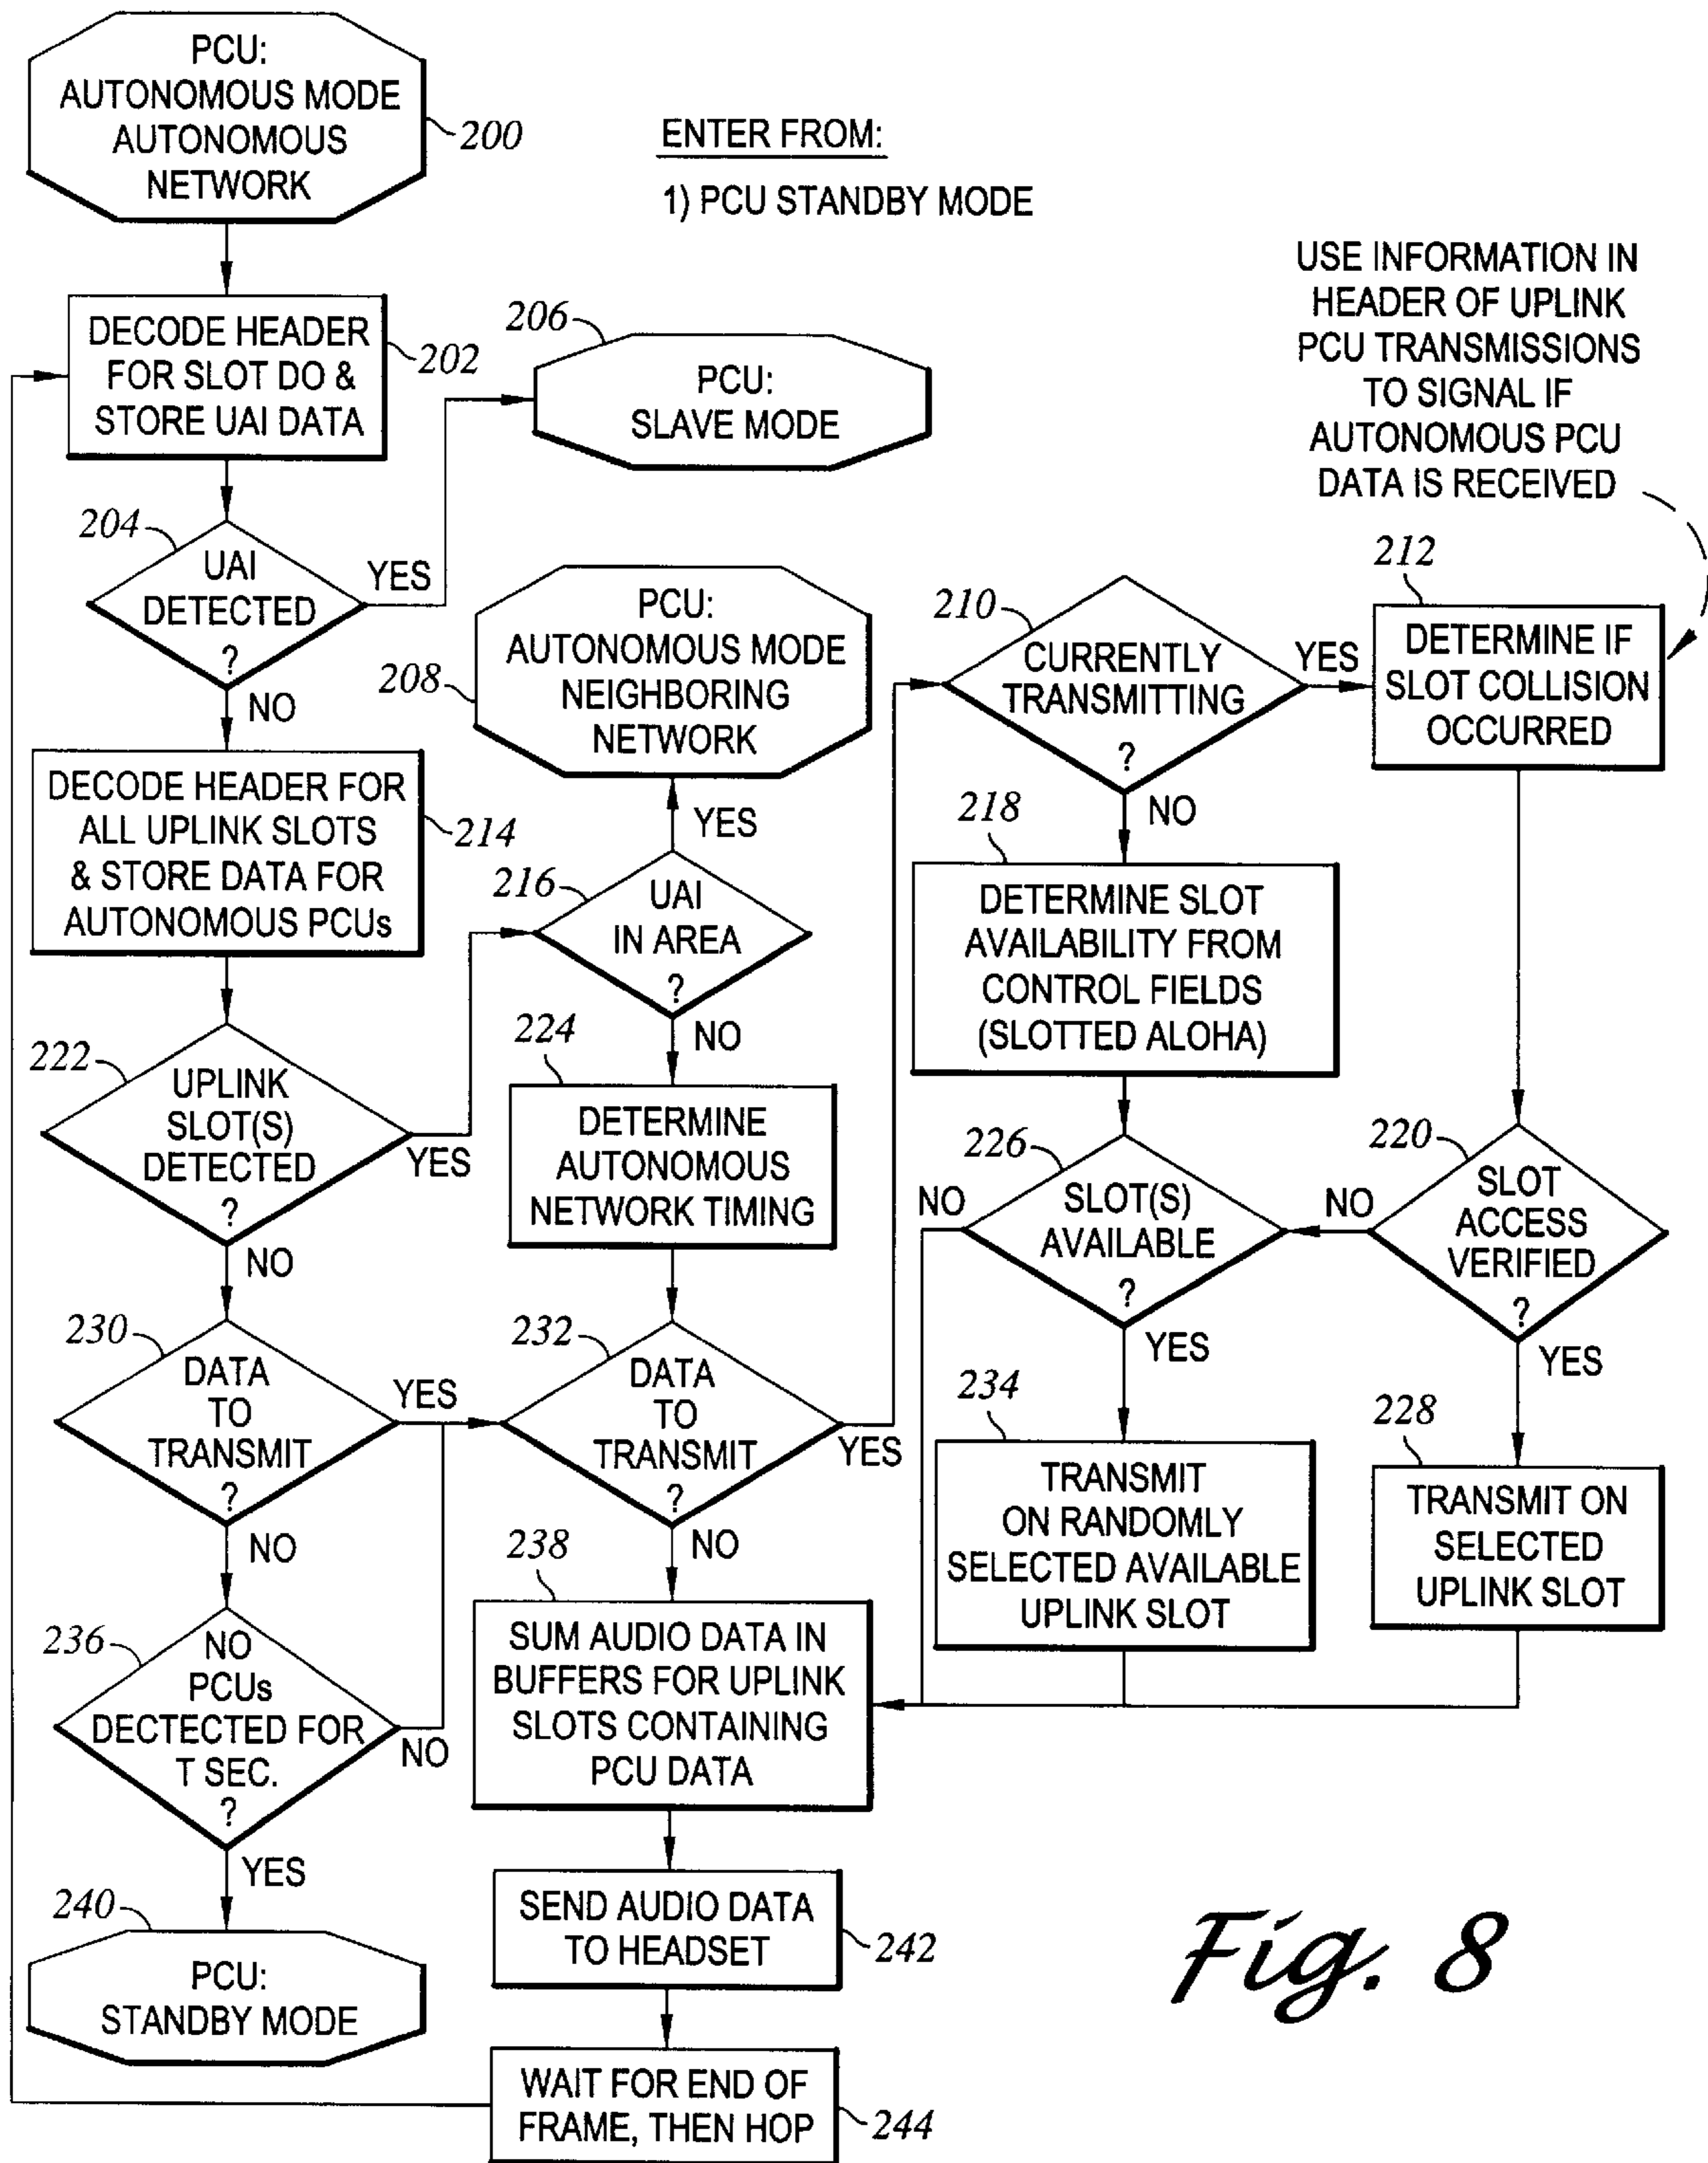 PCU:
AUTONOMOUS MODE
AUTONOMOUS
NETWORK
200
ENTER FROM:
1) PCU STANDBY MODE
USE INFORMATION IN
HEADER OF UPLINK
PCU TRANSMISSIONS
TO SIGNAL IF
AUTONOMOUS PCU
DATA IS RECEIVED
DECODE HEADER
FOR SLOT DO &
STORE UAI DATA
202
206
PCU:
SLAVE MODE
204
UAI
DETECTED
?
YES
NO
PCU:
AUTONOMOUS MODE
NEIGHBORING
NETWORK
208
210
CURRENTLY
TRANSMITTING
?
YES
NO
212
DETERMINE IF
SLOT COLLISION
OCCURRED
DECODE HEADER FOR
ALL UPLINK SLOTS
& STORE DATA FOR
AUTONOMOUS PCUs
214
216
UAI
IN AREA
?
YES
NO
218
DETERMINE SLOT
AVAILABILITY FROM
CONTROL FIELDS
(SLOTTED ALOHA)
222
UPLINK
SLOT(S)
DETECTED
?
YES
NO
224
DETERMINE
AUTONOMOUS
NETWORK TIMING
226
SLOT(S)
AVAILABLE
?
NO
YES
220
SLOT
ACCESS
VERIFIED
?
NO
YES
230
DATA
TO
TRANSMIT
?
YES
NO
232
DATA
TO
TRANSMIT
?
YES
NO
234
TRANSMIT
ON RANDOMLY
SELECTED AVAILABLE
UPLINK SLOT
228
TRANSMIT ON
SELECTED
UPLINK SLOT
236
NO
PCUs
DECTECTED FOR
T SEC.
?
NO
YES
238
SUM AUDIO DATA IN
BUFFERS FOR UPLINK
SLOTS CONTAINING
PCU DATA
240
PCU:
STANDBY MODE
SEND AUDIO DATA
TO HEADSET
242
WAIT FOR END OF
FRAME, THEN HOP
244
Fig. 8